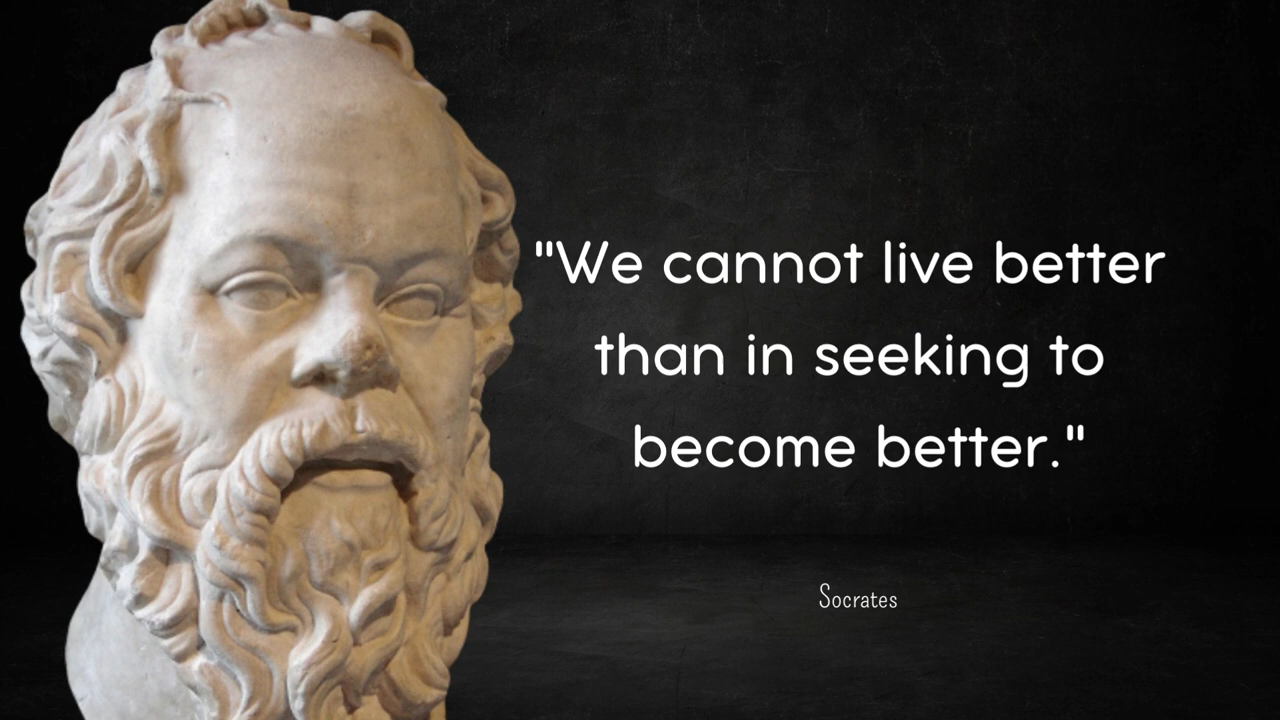 "We cannot live better
than in seeking to
become better."
Socrates